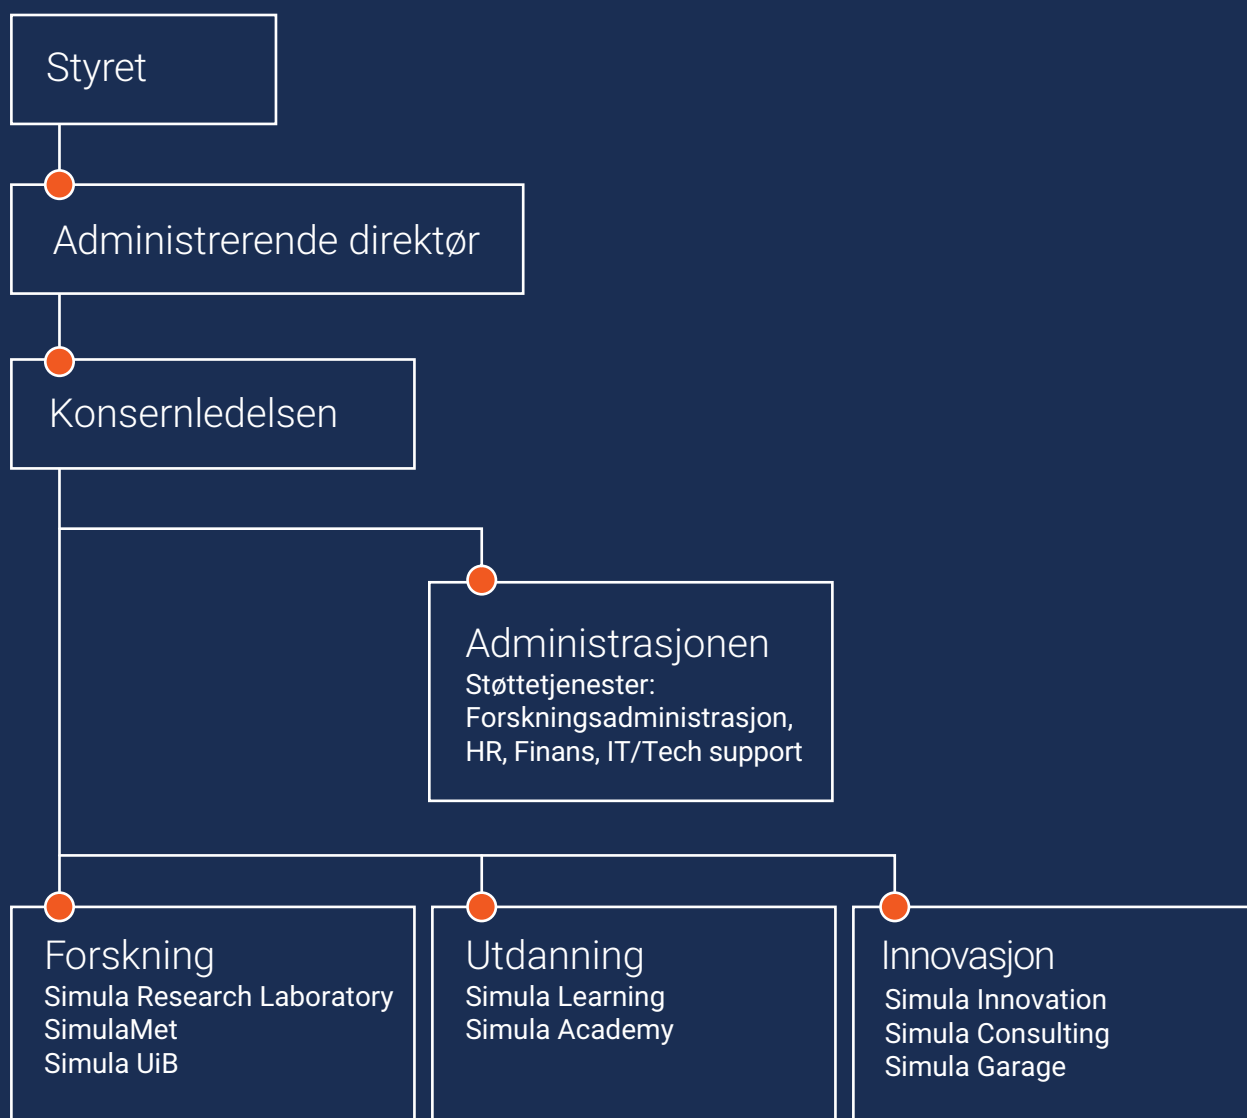 Styret
Administrerende direktør
Konsernledelsen
Administrasjonen
Støttetjenester:
Forskningsadministrasjon,
HR, Finans, IT/Tech support
Forskning
Simula Research Laboratory
SimulaMet
Simula UiB
Utdanning
Simula Learning
Simula Academy
Innovasjon
Simula Innovation
Simula Consulting
Simula Garage